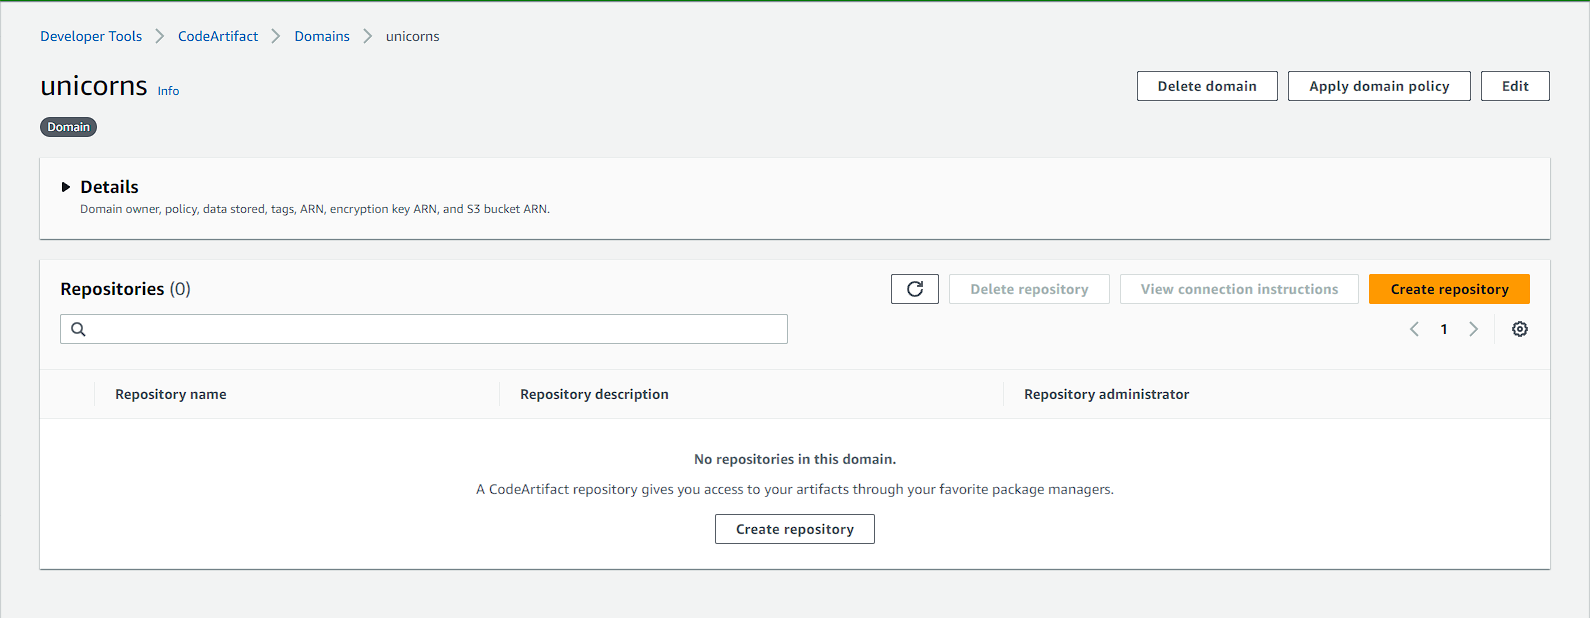 Developer Tools CodeArtifact Domains unicorns
unicorns Info
Delete domain Apply domain policy Edit
Domain
Details
Domain owner, policy, data stored, tags, ARN, encryption key ARN, and S3 bucket ARN.
Repositories (0)
Delete repository View connection instructions Create repository
1
Repository name Repository description Repository administrator
No repositories in this domain.
A CodeArtifact repository gives you access to your artifacts through your favorite package managers.
Create repository